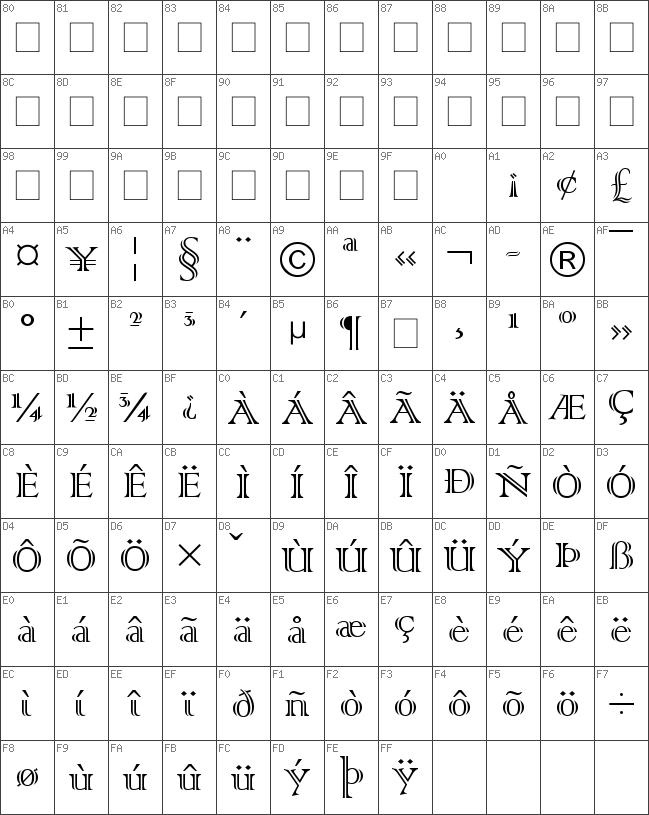 80 81 82 83 84 85 86 87 88 89 8A 8B
8C 8D 8E 8F 90 91 92 93 94 95 96 97
98 99 9A 9B 9C 9D 9E 9F A0 A1 A2 A3
¡ ¢ £
A4 A5 A6 A7 A8 A9 AA AB AC AD AE AF
¤ ¥ ¦ § ¨ © ª « ¬ - ® ¯
B0 B1 B2 B3 B4 B5 B6 B7 B8 B9 BA BB
° ± ² ³ ´ µ ¶ ¸ ¹ º »
BC BD BE BF C0 C1 C2 C3 C4 C5 C6 C7
¼ ½ ¾ ¿ À Á Â Ã Ä Å Æ Ç
C8 C9 CA CB CC CD CE CF D0 D1 D2 D3
È É Ê Ë Ì Í Î Ï Ð Ñ Ò Ó
D4 D5 D6 D7 D8 D9 DA DB DC DD DE DF
Ô Õ Ö × ˇ Ù Ú Û Ü Ý Þ ß
E0 E1 E2 E3 E4 E5 E6 E7 E8 E9 EA EB
à á â ã ä å æ ç è é ê ë
EC ED EE EF F0 F1 F2 F3 F4 F5 F6 F7
ì í î ï ð ñ ò ó ô õ ö ÷
F8 F9 FA FB FC FD FE FF
ø ù ú û ü ý þ ÿ